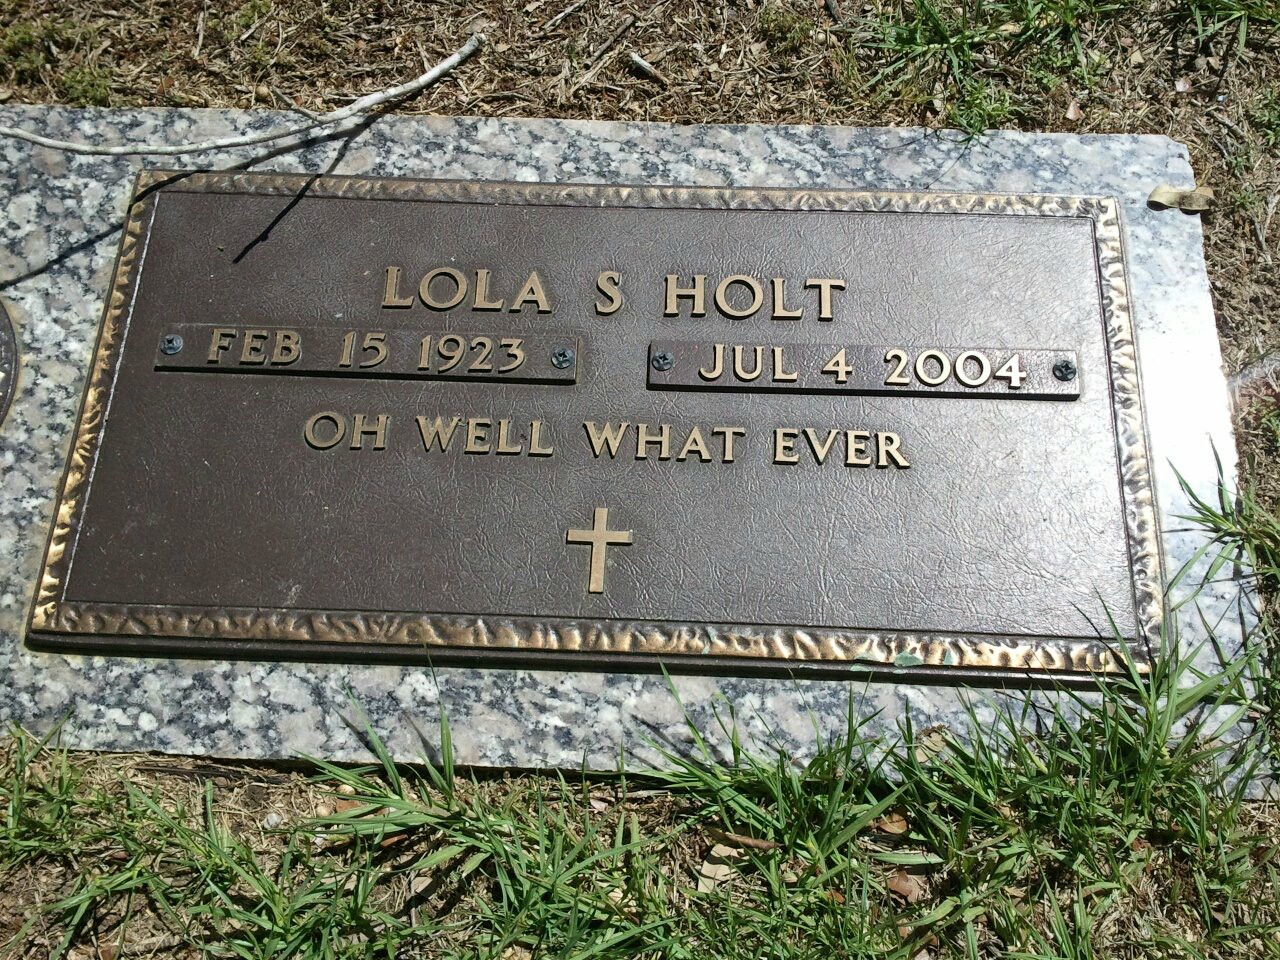 LOLA S HOLT
FEB 15 1923 JUL 4 2004
OH WELL WHAT EVER